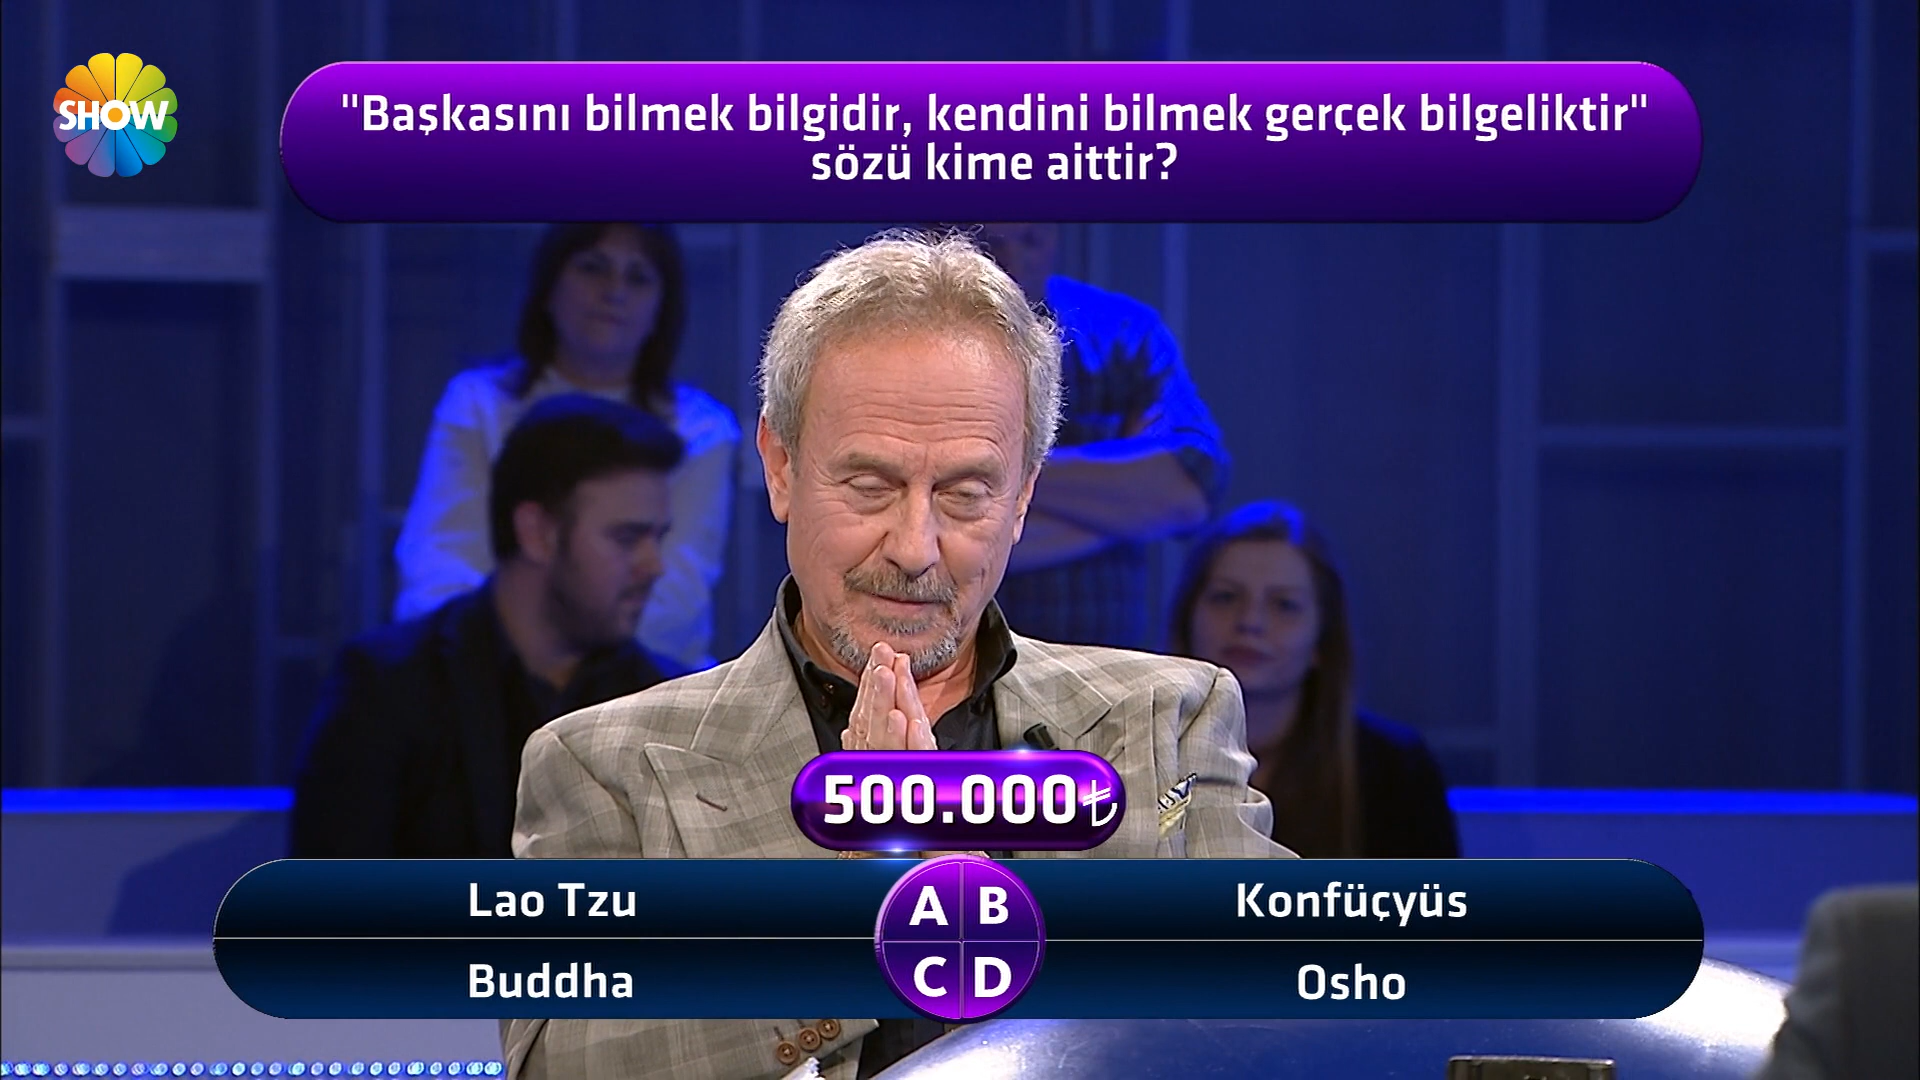 SHOW
"Başkasını bilmek bilgidir, kendini bilmek gerçek bilgeliktir"
sözü kime aittir?
500.000₺
Lao Tzu
A B
Konfüçyüs
Buddha
C D
Osho